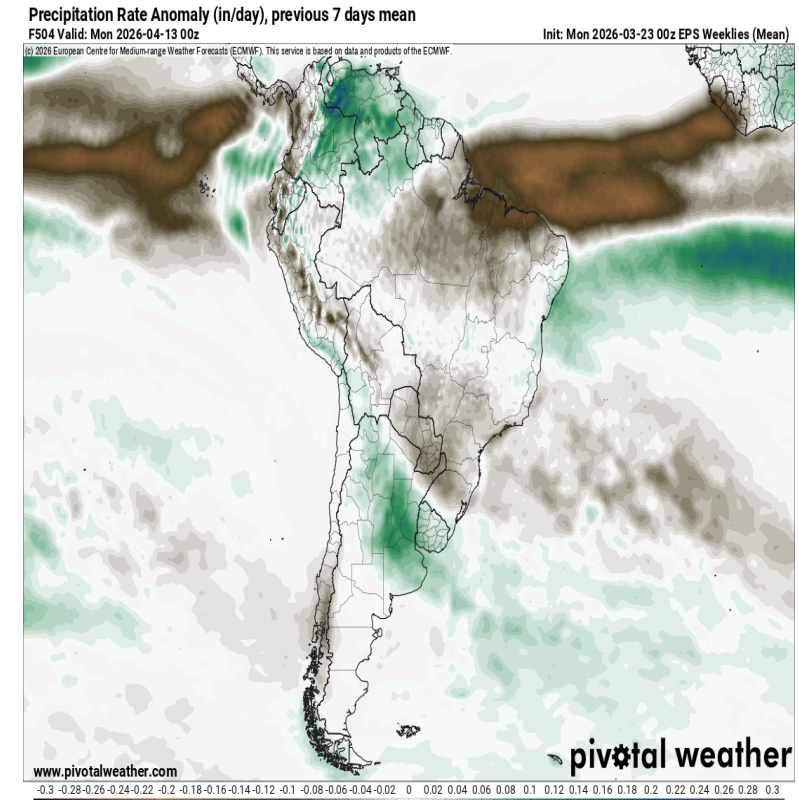 Precipitation Rate Anomaly (in/day), previous 7 days mean
F504 Valid: Mon 2026-04-13 00z Init: Mon 2026-03-23 00z EPS Weeklies (Mean)
(c) 2026 European Centre for Medium-range Weather Forecasts (ECMWF). This service is based on data and products of the ECMWF.
pivotal weather
www.pivotalweather.com
-0.3 -0.28 -0.26 -0.24 -0.22 -0.2 -0.18 -0.16 -0.14 -0.12 -0.1 -0.08 -0.06 -0.04 -0.02 0 0.02 0.04 0.06 0.08 0.1 0.12 0.14 0.16 0.18 0.2 0.22 0.24 0.26 0.28 0.3